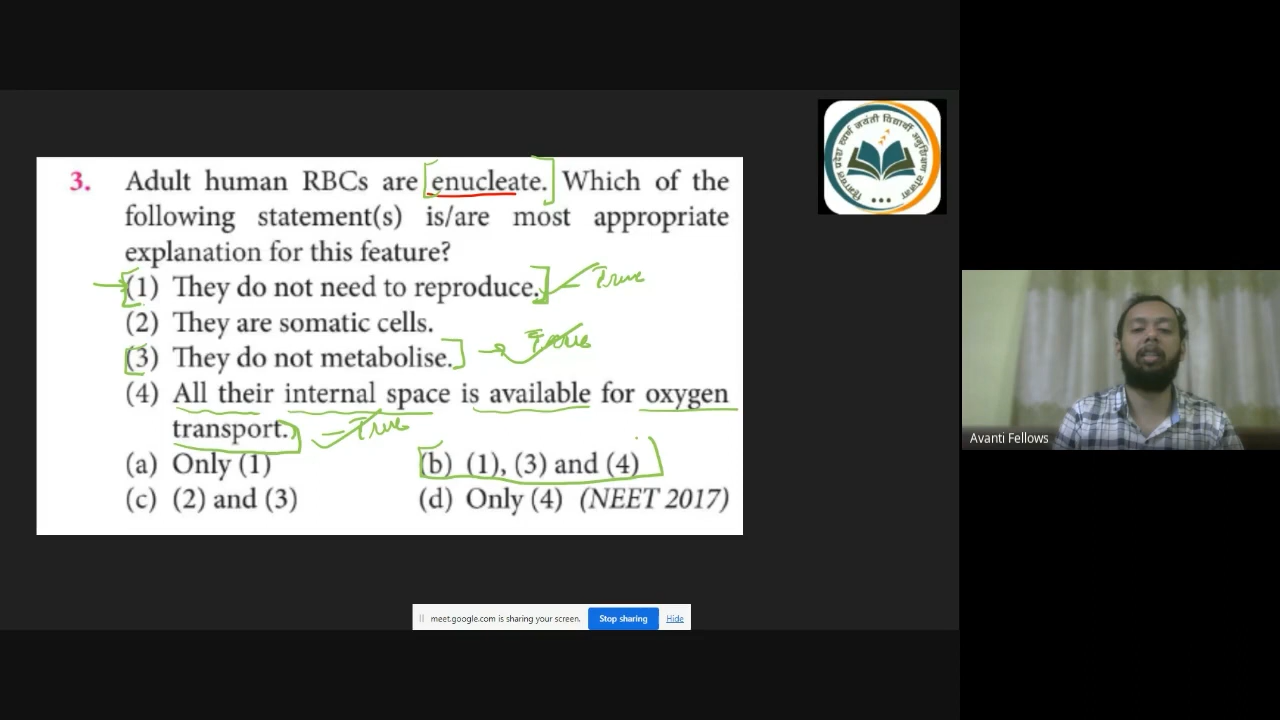 3. Adult human RBCs are enucleate. Which of the
following statement(s) is/are most appropriate
explanation for this feature?
(1) They do not need to reproduce. True
(2) They are somatic cells.
(3) They do not metabolise. True
(4) All their internal space is available for oxygen
transport. True
(a) Only (1) (b) (1), (3) and (4)
(c) (2) and (3) (d) Only (4) (NEET 2017)
meet.google.com is sharing your screen. Stop sharing Hide
Avanti Fellows